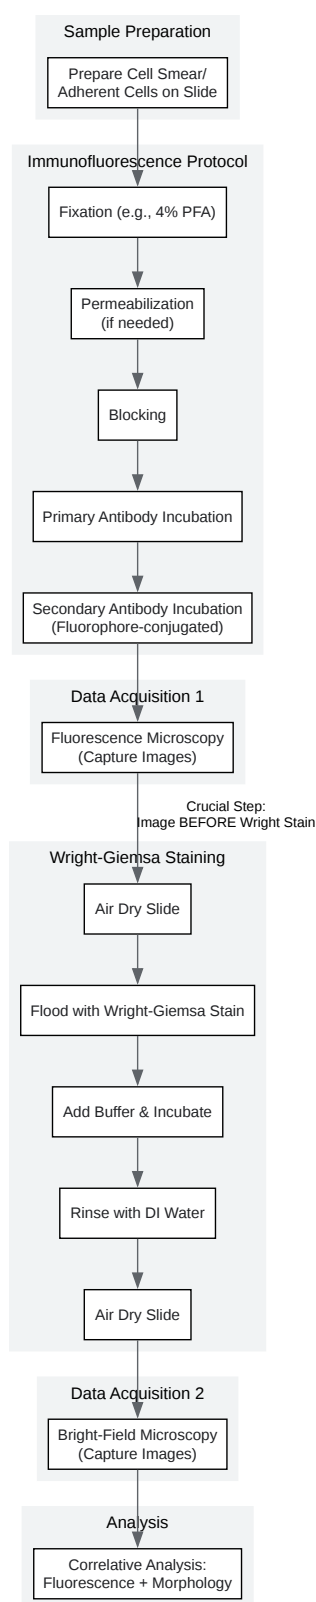 Sample Preparation
Prepare Cell Smear/
Adherent Cells on Slide
Immunofluorescence Protocol
Fixation (e.g., 4% PFA)
Permeabilization
(if needed)
Blocking
Primary Antibody Incubation
Secondary Antibody Incubation
(Fluorophore-conjugated)
Data Acquisition 1
Fluorescence Microscopy
(Capture Images)
Crucial Step:
Image BEFORE Wright Stain
Wright-Giemsa Staining
Air Dry Slide
Flood with Wright-Giemsa Stain
Add Buffer & Incubate
Rinse with DI Water
Air Dry Slide
Data Acquisition 2
Bright-Field Microscopy
(Capture Images)
Analysis
Correlative Analysis:
Fluorescence + Morphology